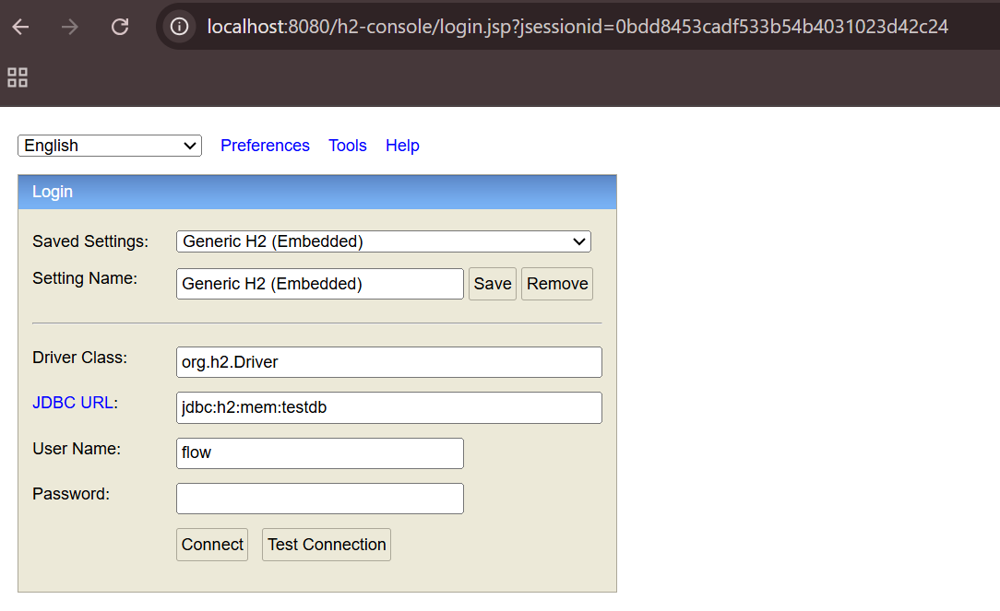 localhost:8080/h2-console/login.jsp?jsessionid=0bdd8453cadf533b54b4031023d42c24
English Preferences Tools Help
Login
Saved Settings: Generic H2 (Embedded)
Setting Name: Generic H2 (Embedded) Save Remove
Driver Class: org.h2.Driver
JDBC URL: jdbc:h2:mem:testdb
User Name: flow
Password:
Connect Test Connection